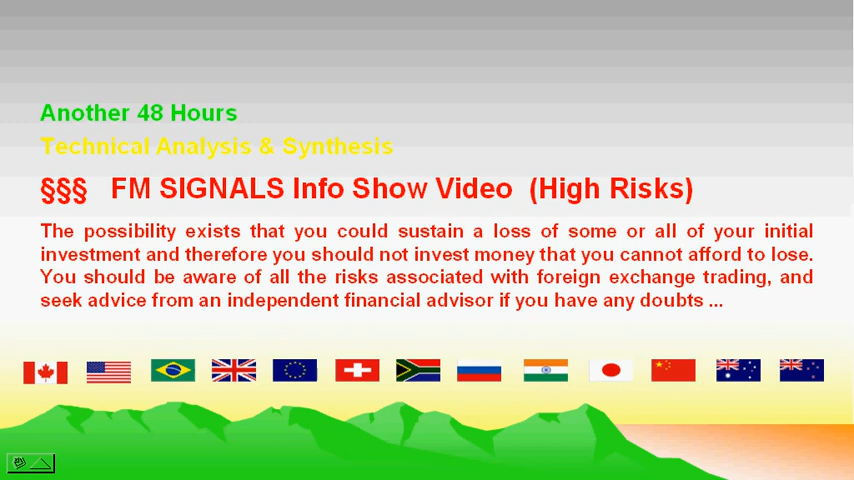 Another 48 Hours
Technical Analysis & Synthesis
§§§ FM SIGNALS Info Show Video (High Risks)
The possibility exists that you could sustain a loss of some or all of your initial
investment and therefore you should not invest money that you cannot afford to lose.
You should be aware of all the risks associated with foreign exchange trading, and
seek advice from an independent financial advisor if you have any doubts ...